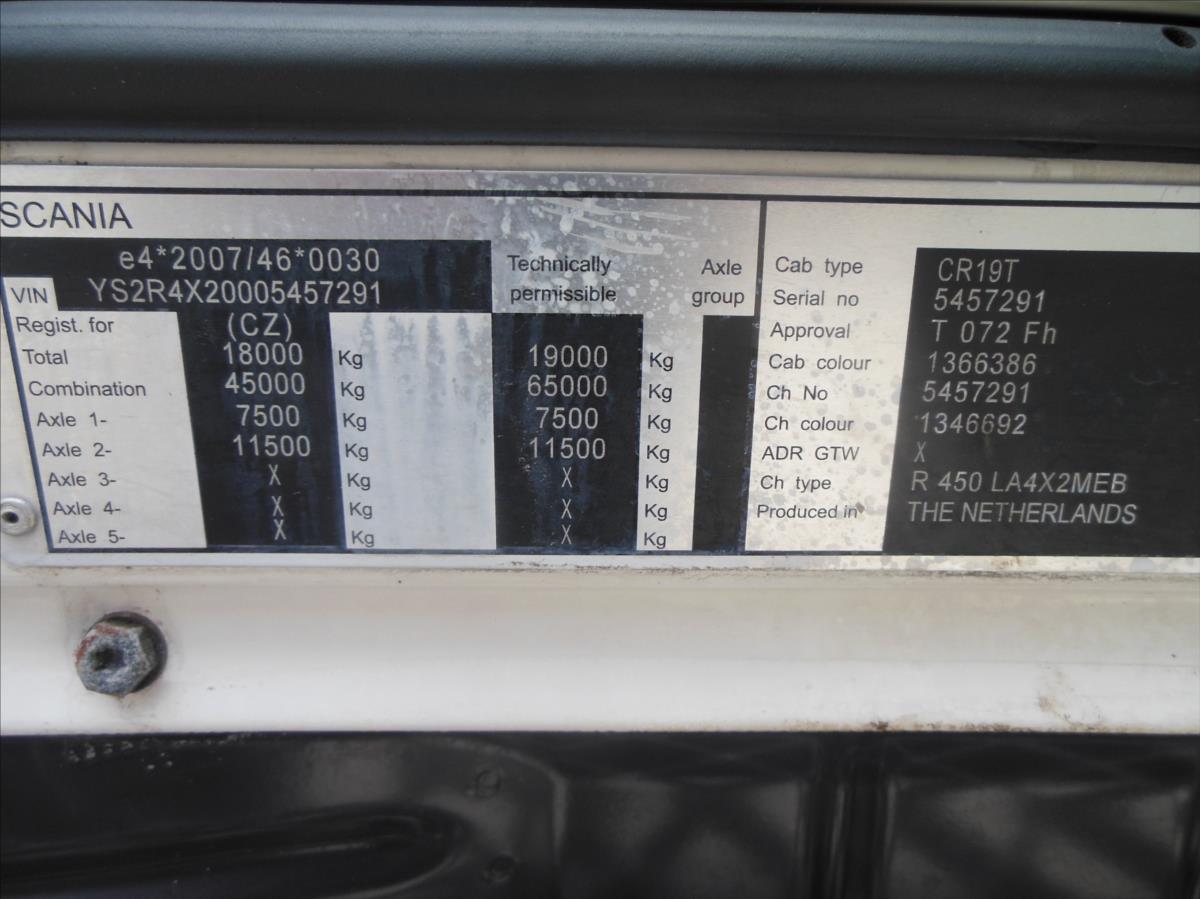 SCANIA
e4*2007/46*0030
VIN YS2R4X20005457291
Technically permissible
Axle group
Regist. for (CZ)
Total 18000 Kg 19000 Kg
Combination 45000 Kg 65000 Kg
Axle 1- 7500 Kg 7500 Kg
Axle 2- 11500 Kg 11500 Kg
Axle 3- X Kg X Kg
Axle 4- X Kg X Kg
Axle 5- X Kg X Kg
Cab type CR19T
Serial no 5457291
Approval T 072 Fh
Cab colour 1366386
Ch No 5457291
Ch colour 1346692
ADR GTW X
Ch type R 450 LA4X2MEB
Produced in THE NETHERLANDS